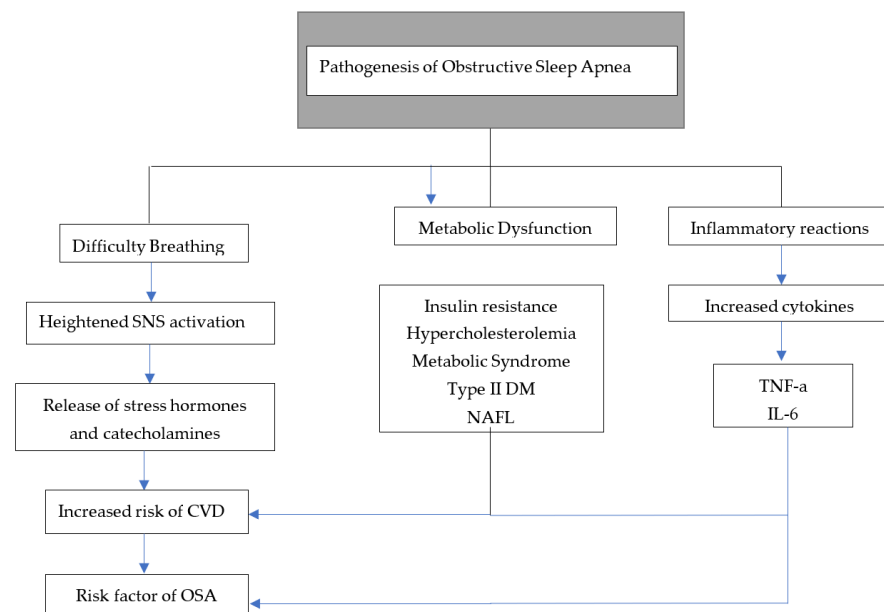 Pathogenesis of Obstructive Sleep Apnea
Difficulty Breathing
Metabolic Dysfunction
Inflammatory reactions
Heightened SNS activation
Insulin resistance
Hypercholesterolemia
Metabolic Syndrome
Type II DM
NAFL
Increased cytokines
Release of stress hormones
and catecholamines
TNF-a
IL-6
Increased risk of CVD
Risk factor of OSA